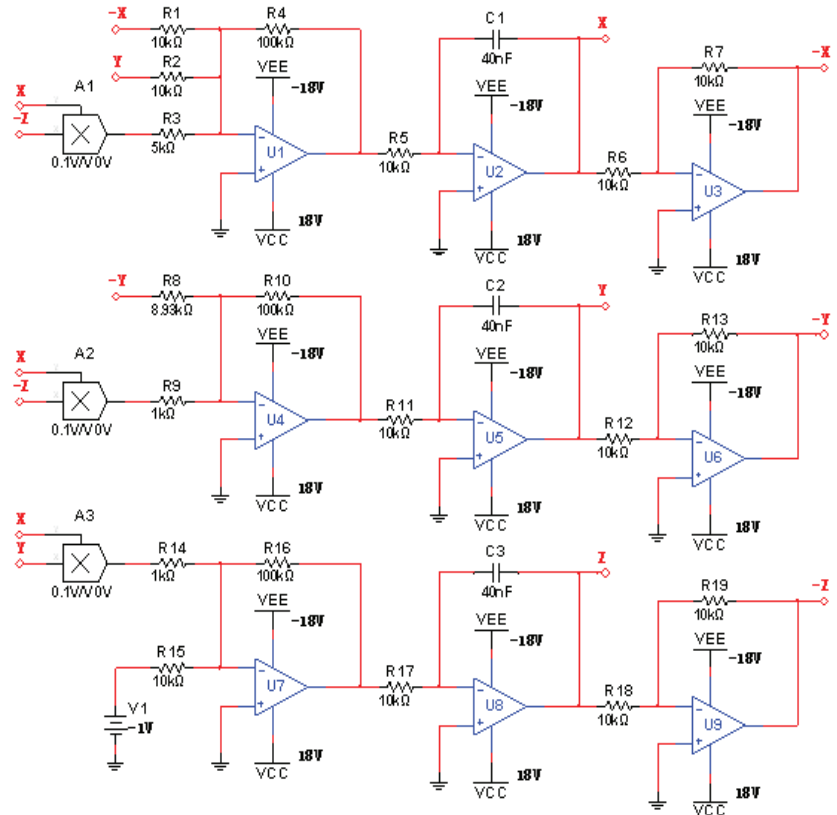 -X R1 10kΩ R4 100kΩ
Y R2 10kΩ
X A1
-Z 0.1V/V 0V R3 5kΩ
VEE -18V
U1
18V VCC
R5 10kΩ
C1 40nF X
VEE -18V
U2
18V VCC
R6 10kΩ
R7 10kΩ -X
VEE -18V
U3
18V VCC
-Y R8 8.93kΩ R10 100kΩ
X A2
-Z 0.1V/V 0V R9 1kΩ
VEE -18V
U4
18V VCC
R11 10kΩ
C2 40nF Y
VEE -18V
U5
18V VCC
R12 10kΩ
R13 10kΩ -Y
VEE -18V
U6
18V VCC
X A3
Y 0.1V/V 0V R14 1kΩ R16 100kΩ
R15 10kΩ
V1 -1V
VEE -18V
U7
18V VCC
R17 10kΩ
C3 40nF Z
VEE -18V
U8
18V VCC
R18 10kΩ
R19 10kΩ -Z
VEE -18V
U9
18V VCC